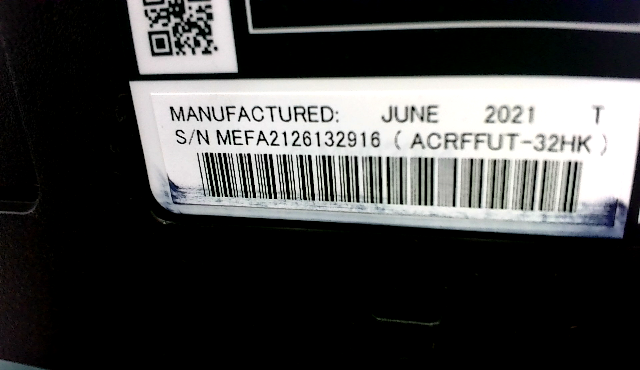 MANUFACTURED: JUNE 2021 T
S/N MEFA2126132916 ( ACRFFUT-32HK )